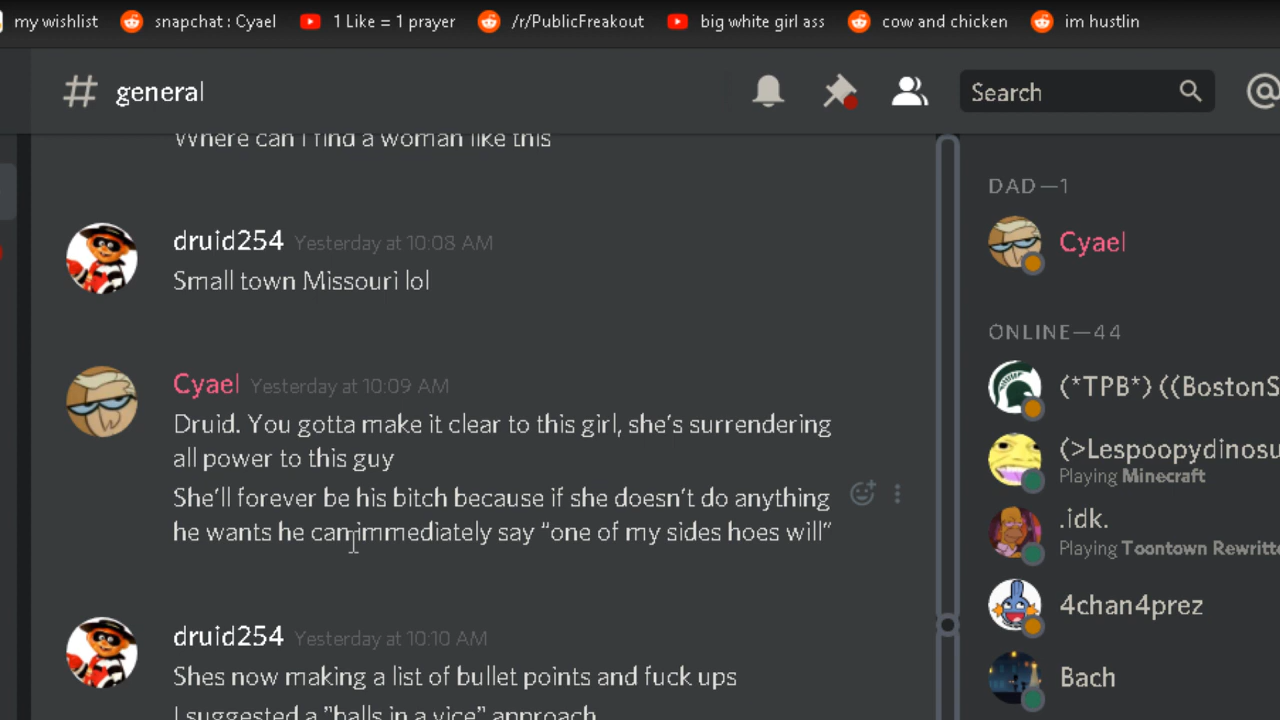 my wishlist snapchat : Cyael 1 Like = 1 prayer /r/PublicFreakout big white girl ass cow and chicken im hustlin
# general
Search @
Where can I find a woman like this
druid254 Yesterday at 10:08 AM
Small town Missouri lol
Cyael Yesterday at 10:09 AM
Druid. You gotta make it clear to this girl, she's surrendering
all power to this guy
She'll forever be his bitch because if she doesn't do anything
he wants he can immediately say “one of my sides hoes will”
druid254 Yesterday at 10:10 AM
Shes now making a list of bullet points and fuck ups
I suggested a "balls in a vice" approach
DAD—1
Cyael
ONLINE—44
(*TPB*) ((BostonS
(>Lespoopydinosu
Playing Minecraft
.idk.
Playing Toontown Rewritte
4chan4prez
Bach